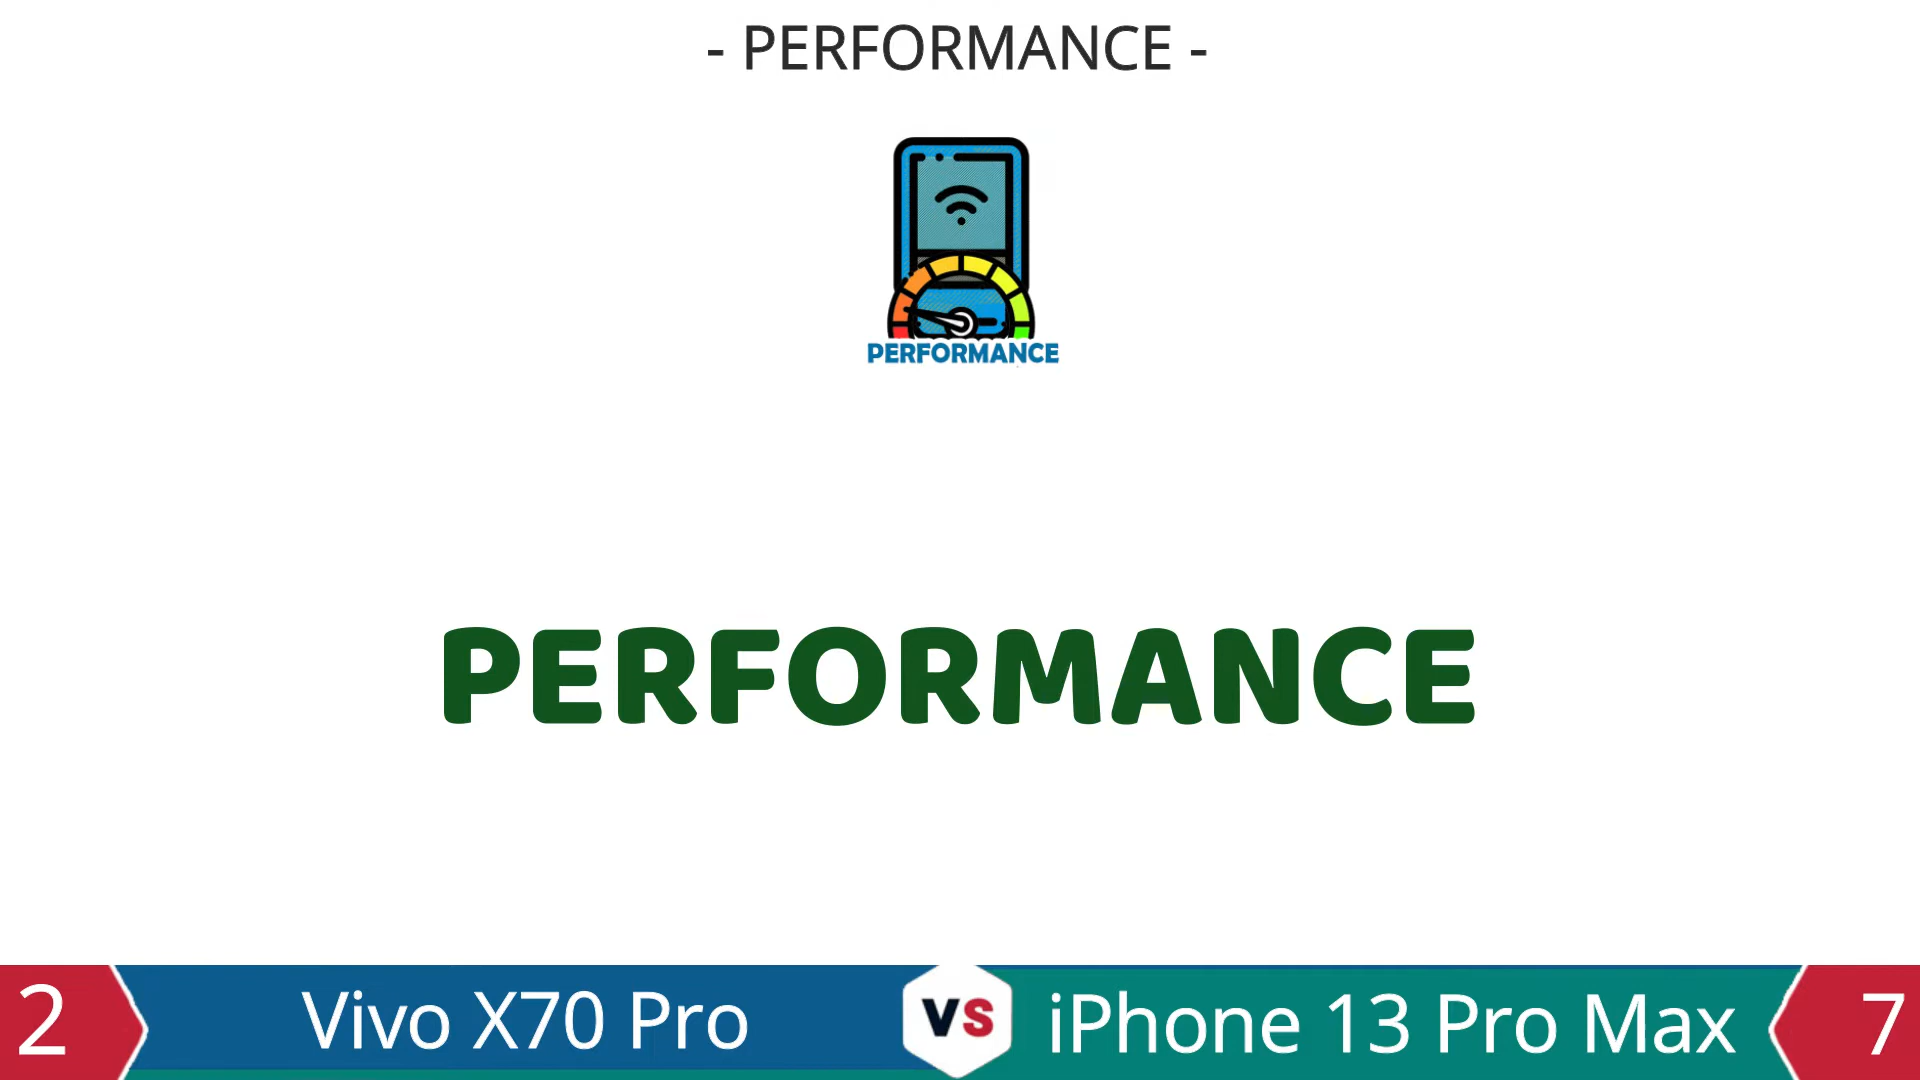 - PERFORMANCE -
PERFORMANCE
PERFORMANCE
2 Vivo X70 Pro VS iPhone 13 Pro Max 7